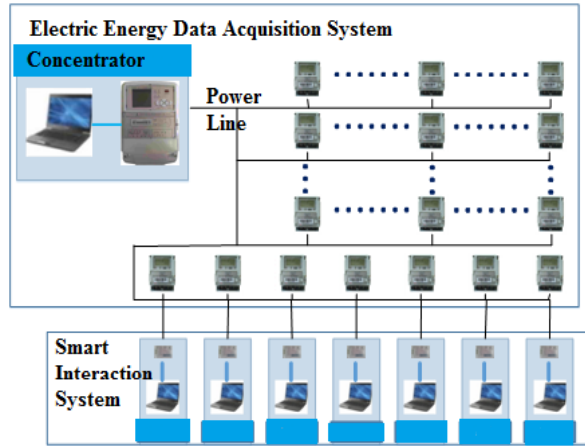 Electric Energy Data Acquisition System
Concentrator
Power
Line
Smart
Interaction
System